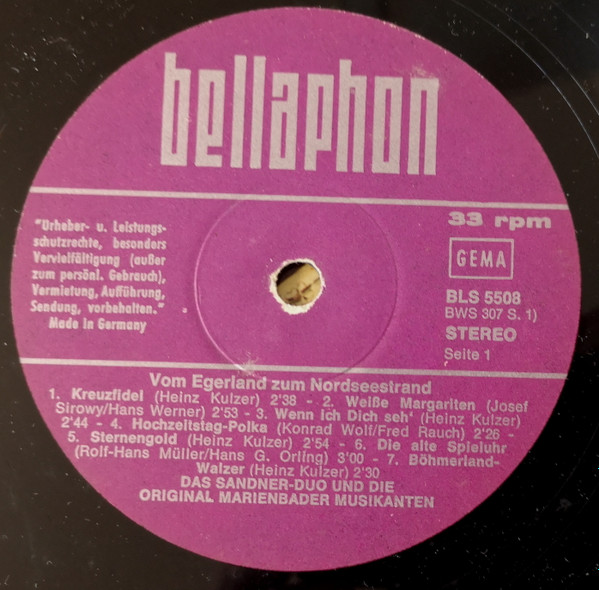 bellaphon
"Urheber- u. Leistungs-
schutzrechte, besonders
Vervielfältigung (außer
zum persönl. Gebrauch),
Vermietung, Aufführung,
Sendung, vorbehalten."
Made in Germany
33 rpm
GEMA
BLS 5508
BWS 307 S. 1)
STEREO
Seite 1
Vom Egerland zum Nordseestrand
1. Kreuzfidel (Heinz Kulzer) 2'38 - 2. Weiße Margariten (Josef
Sirowy/Hans Werner) 2'53 - 3. Wenn ich Dich seh' (Heinz Kulzer)
2'44 - 4. Hochzeitstag-Polka (Konrad Wolf/Fred Rauch) 2'26 -
5. Sternengold (Heinz Kulzer) 2'54 - 6. Die alte Spieluhr
(Rolf-Hans Müller/Hans G. Orling) 3'00 - 7. Böhmerland-
Walzer (Heinz Kulzer) 2'30
DAS SANDNER-DUO UND DIE
ORIGINAL MARIENBADER MUSIKANTEN